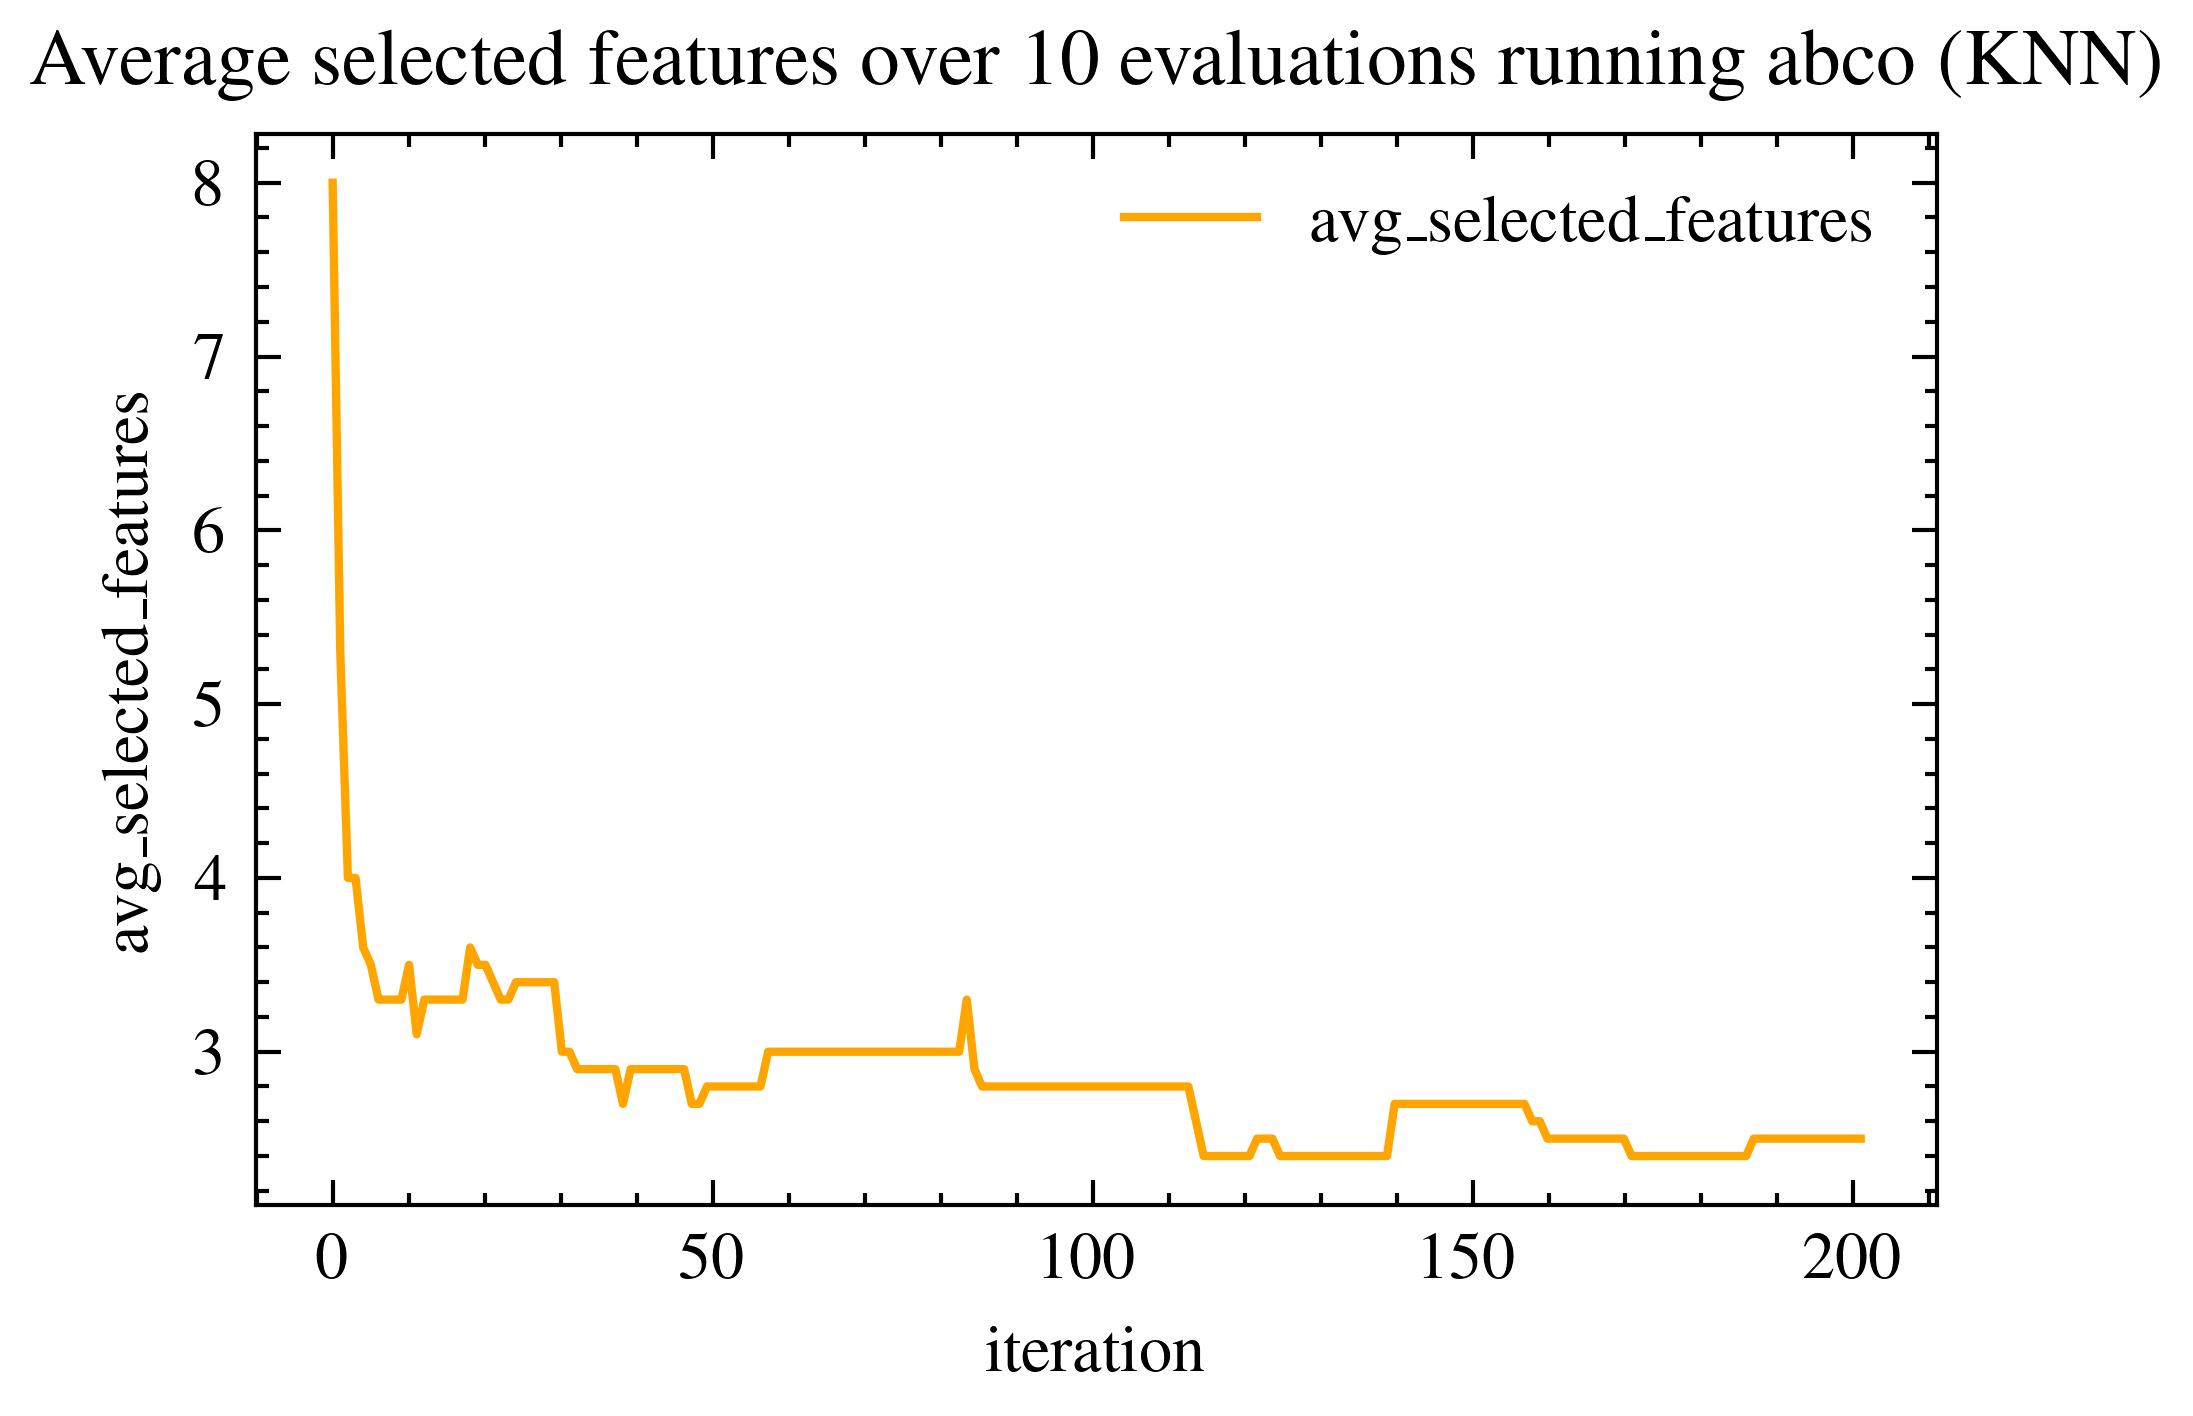 Average selected features over 10 evaluations running abco (KNN)
avg_selected_features
avg_selected_features
8
7
6
5
4
3
0 50 100 150 200
iteration